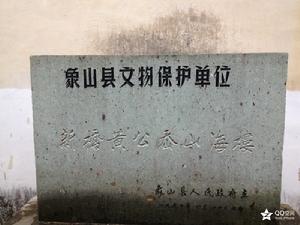 象山县文物保护单位
新桥黄公岙山海楼
象山县人民政府立
QQ空间